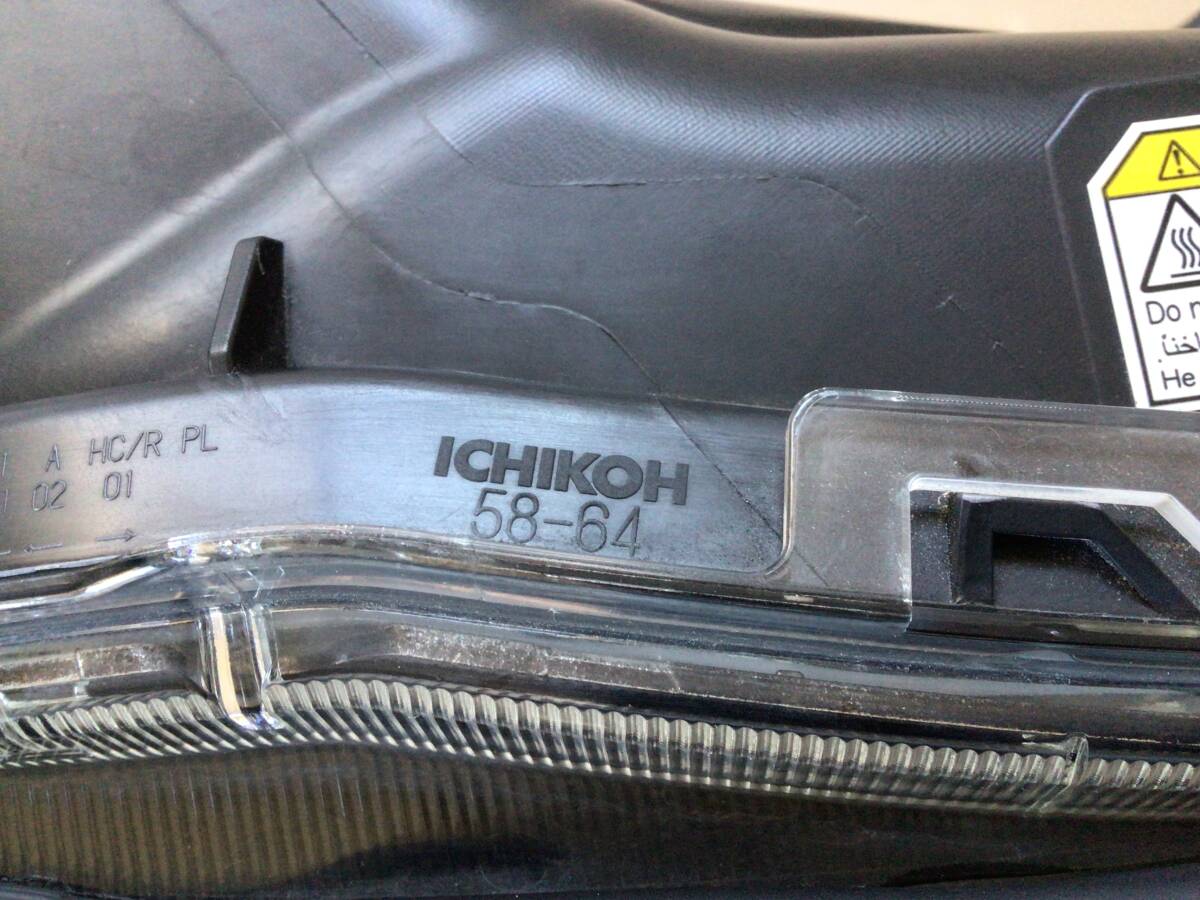 A HC/R PL
02 01
ICHIKOH
58-64
Do
He